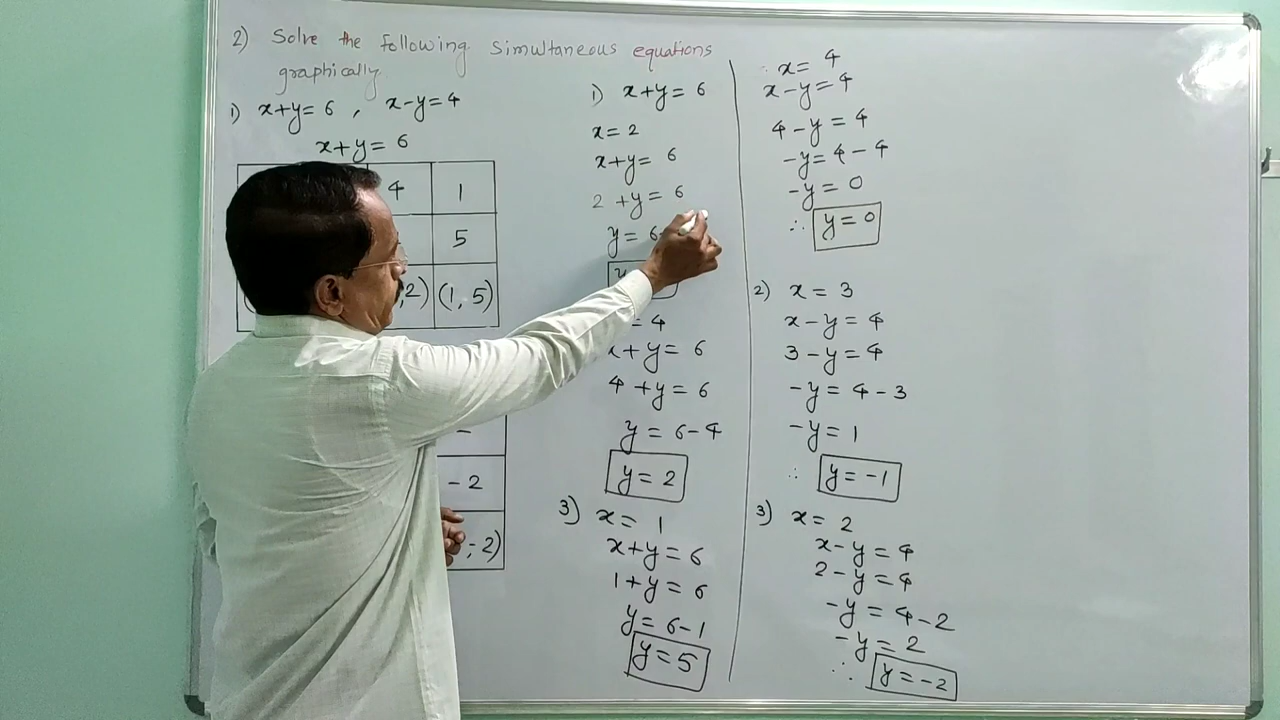 2) Solve the following simultaneous equations
graphically
1) x+y=6 , x-y=4
x+y=6
4 1
5
,2) (1, 5)
-
-2
,-2)
1) x+y=6
x=2
x+y=6
2+y=6
y=6
y
=4
x+y=6
4+y=6
y=6-4
y=2
3) x=1
x+y=6
1+y=6
y=6-1
y=5
∴ x=4
x-y=4
4-y=4
-y=4-4
-y=0
∴ y=0
2) x=3
x-y=4
3-y=4
-y=4-3
-y=1
∴ y=-1
3) x=2
x-y=4
2-y=4
-y=4-2
-y=2
∴ y=-2